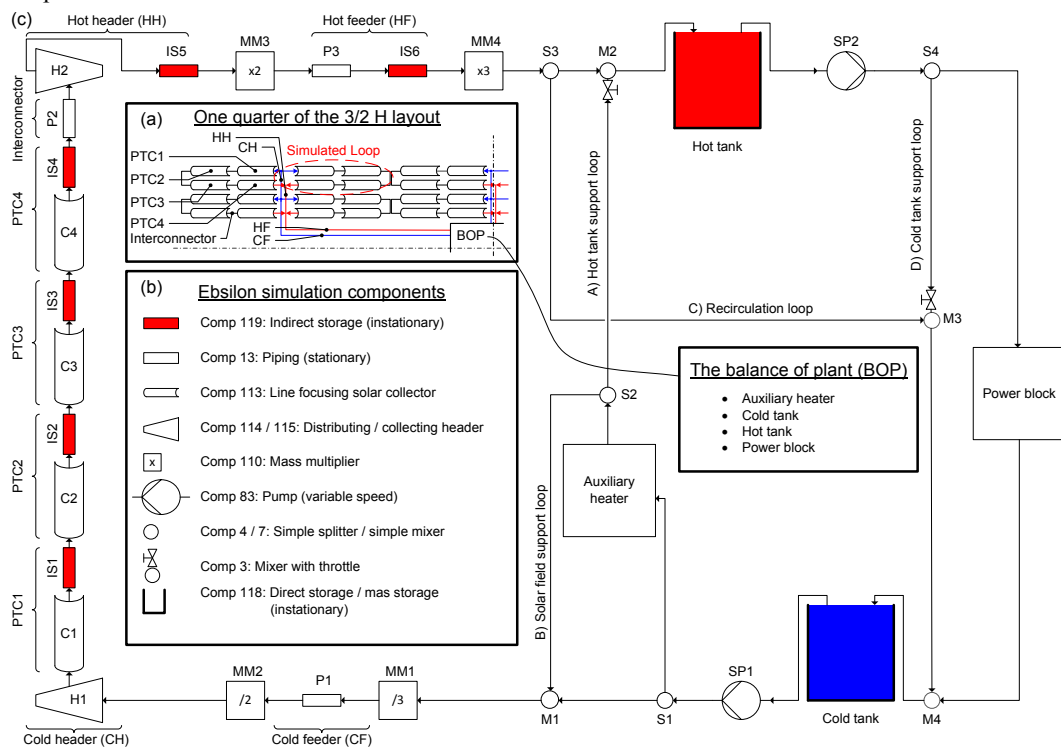 (c)
Hot header (HH)
Hot feeder (HF)
IS5
MM3
P3
IS6
MM4
S3
M2
SP2
S4
H2
x2
x3
Hot tank
Interconnector
P2
IS4
PTC4
C4
IS3
PTC3
C3
IS2
PTC2
C2
IS1
PTC1
C1
H1
Cold header (CH)
(a)
One quarter of the 3/2 H layout
HH
CH
Simulated Loop
PTC1
PTC2
PTC3
PTC4
Interconnector
HF
CF
BOP
(b)
Ebsilon simulation components
Comp 119: Indirect storage (instationary)
Comp 13: Piping (stationary)
Comp 113: Line focusing solar collector
Comp 114 / 115: Distributing / collecting header
x
Comp 110: Mass multiplier
Comp 83: Pump (variable speed)
Comp 4 / 7: Simple splitter / simple mixer
Comp 3: Mixer with throttle
Comp 118: Direct storage / mas storage
(instationary)
A) Hot tank support loop
D) Cold tank support loop
C) Recirculation loop
M3
The balance of plant (BOP)
• Auxiliary heater
• Cold tank
• Hot tank
• Power block
Power block
S2
Auxiliary
heater
B) Solar field support loop
MM2
/2
P1
MM1
/3
Cold feeder (CF)
M1
S1
SP1
Cold tank
M4